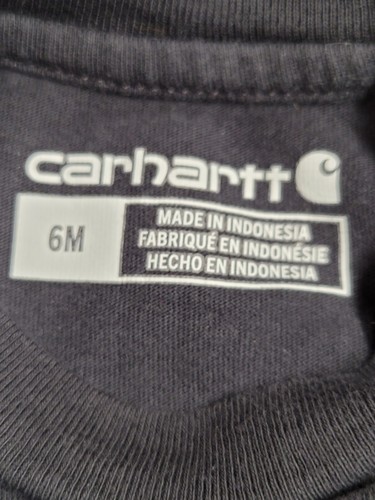 carhartt
6M
MADE IN INDONESIA
FABRIQUÉ EN INDONÉSIE
HECHO EN INDONESIA